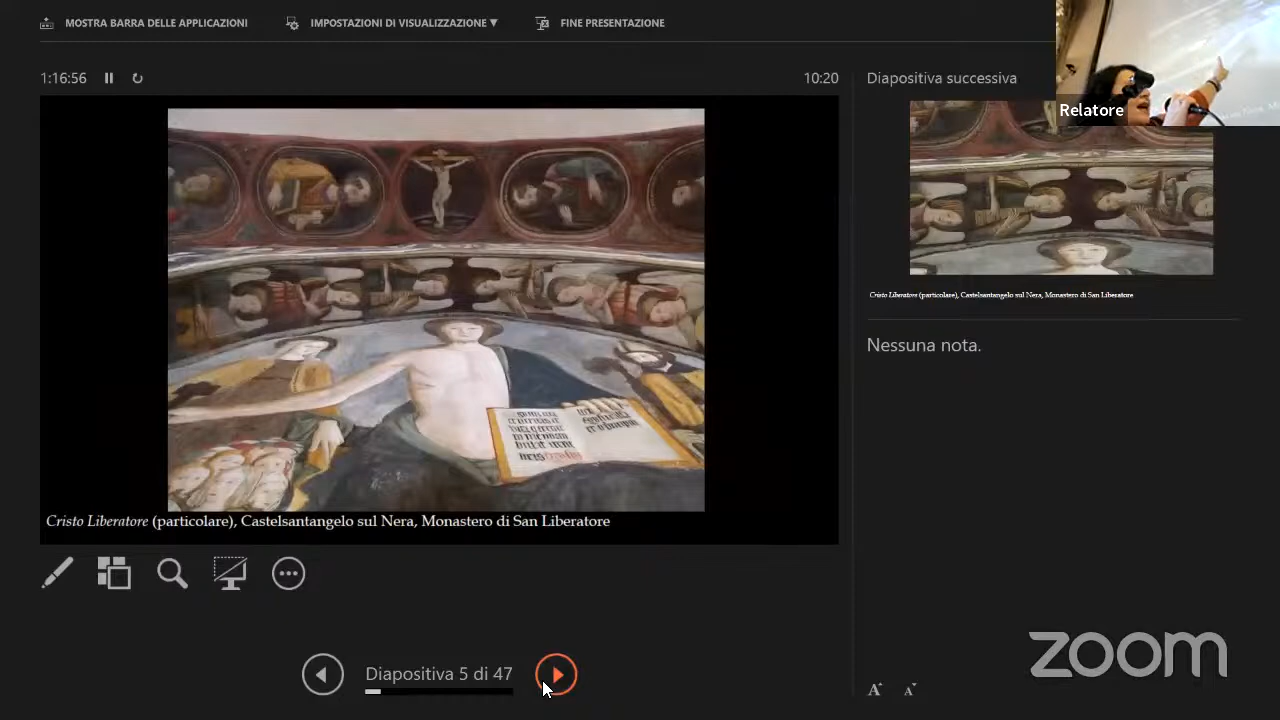 MOSTRA BARRA DELLE APPLICAZIONI
IMPOSTAZIONI DI VISUALIZZAZIONE ▼
FINE PRESENTAZIONE
1:16:56
10:20
Diapositiva successiva
Relatore
Cristo Liberatore (particolare), Castelsantangelo sul Nera, Monastero di San Liberatore
Cristo Liberatore (particolare), Castelsantangelo sul Nera, Monastero di San Liberatore
Nessuna nota.
Diapositiva 5 di 47
zoom
A A